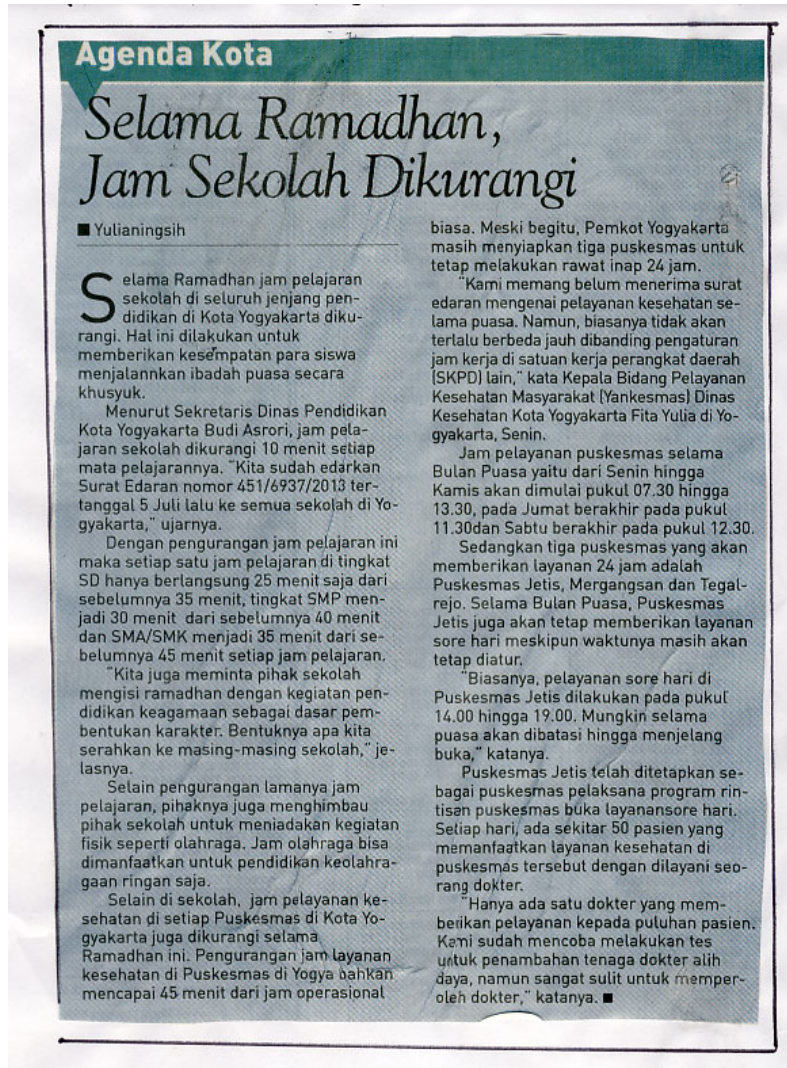 Agenda Kota
Selama Ramadhan,
Jam Sekolah Dikurangi
■ Yulianingsih
Selama Ramadhan jam pelajaran
sekolah di seluruh jenjang pen-
didikan di Kota Yogyakarta diku-
rangi. Hal ini dilakukan untuk
memberikan kesempatan para siswa
menjalannkan ibadah puasa secara
khusyuk.
Menurut Sekretaris Dinas Pendidikan
Kota Yogyakarta Budi Asrori, jam pela-
jaran sekolah dikurangi 10 menit setiap
mata pelajarannya. "Kita sudah edarkan
Surat Edaran nomor 451/6937/2013 ter-
tanggal 5 Juli lalu ke semua sekolah di Yo-
gyakarta," ujarnya.
Dengan pengurangan jam pelajaran ini
maka setiap satu jam pelajaran di tingkat
SD hanya berlangsung 25 menit saja dari
sebelumnya 35 menit, tingkat SMP men-
jadi 30 menit dari sebelumnya 40 menit
dan SMA/SMK menjadi 35 menit dari se-
belumnya 45 menit setiap jam pelajaran.
"Kita juga meminta pihak sekolah
mengisi ramadhan dengan kegiatan pen-
didikan keagamaan sebagai dasar pem-
bentukan karakter. Bentuknya apa kita
serahkan ke masing-masing sekolah," je-
lasnya.
Selain pengurangan lamanya jam
pelajaran, pihaknya juga menghimbau
pihak sekolah untuk meniadakan kegiatan
fisik seperti olahraga. Jam olahraga bisa
dimanfaatkan untuk pendidikan keolahra-
gaan ringan saja.
Selain di sekolah, jam pelayanan ke-
sehatan di setiap Puskesmas di Kota Yo-
gyakarta juga dikurangi selama
Ramadhan ini. Pengurangan jam layanan
kesehatan di Puskesmas di Yogya bahkan
mencapai 45 menit dari jam operasional
biasa. Meski begitu, Pemkot Yogyakarta
masih menyiapkan tiga puskesmas untuk
tetap melakukan rawat inap 24 jam.
"Kami memang belum menerima surat
edaran mengenai pelayanan kesehatan se-
lama puasa. Namun, biasanya tidak akan
terlalu berbeda jauh dibanding pengaturan
jam kerja di satuan kerja perangkat daerah
(SKPD) lain," kata Kepala Bidang Pelayanan
Kesehatan Masyarakat (Yankesmas) Dinas
Kesehatan Kota Yogyakarta Fita Yulia di Yo-
gyakarta, Senin.
Jam pelayanan puskesmas selama
Bulan Puasa yaitu dari Senin hingga
Kamis akan dimulai pukul 07.30 hingga
13.30, pada Jumat berakhir pada pukul
11.30dan Sabtu berakhir pada pukul 12.30.
Sedangkan tiga puskesmas yang akan
memberikan layanan 24 jam adalah
Puskesmas Jetis, Mergangsan dan Tegal-
rejo. Selama Bulan Puasa, Puskesmas
Jetis juga akan tetap memberikan layanan
sore hari meskipun waktunya masih akan
tetap diatur.
"Biasanya, pelayanan sore hari di
Puskesmas Jetis dilakukan pada pukul
14.00 hingga 19.00. Mungkin selama
puasa akan dibatasi hingga menjelang
buka," katanya.
Puskesmas Jetis telah ditetapkan se-
bagai puskesmas pelaksana program rin-
tisan puskesmas buka layanansore hari.
Setiap hari, ada sekitar 50 pasien yang
memanfaatkan layanan kesehatan di
puskesmas tersebut dengan dilayani seo-
rang dokter.
"Hanya ada satu dokter yang mem-
berikan pelayanan kepada puluhan pasien.
Kami sudah mencoba melakukan tes
untuk penambahan tenaga dokter alih
daya, namun sangat sulit untuk memper-
oleh dokter," katanya. ■